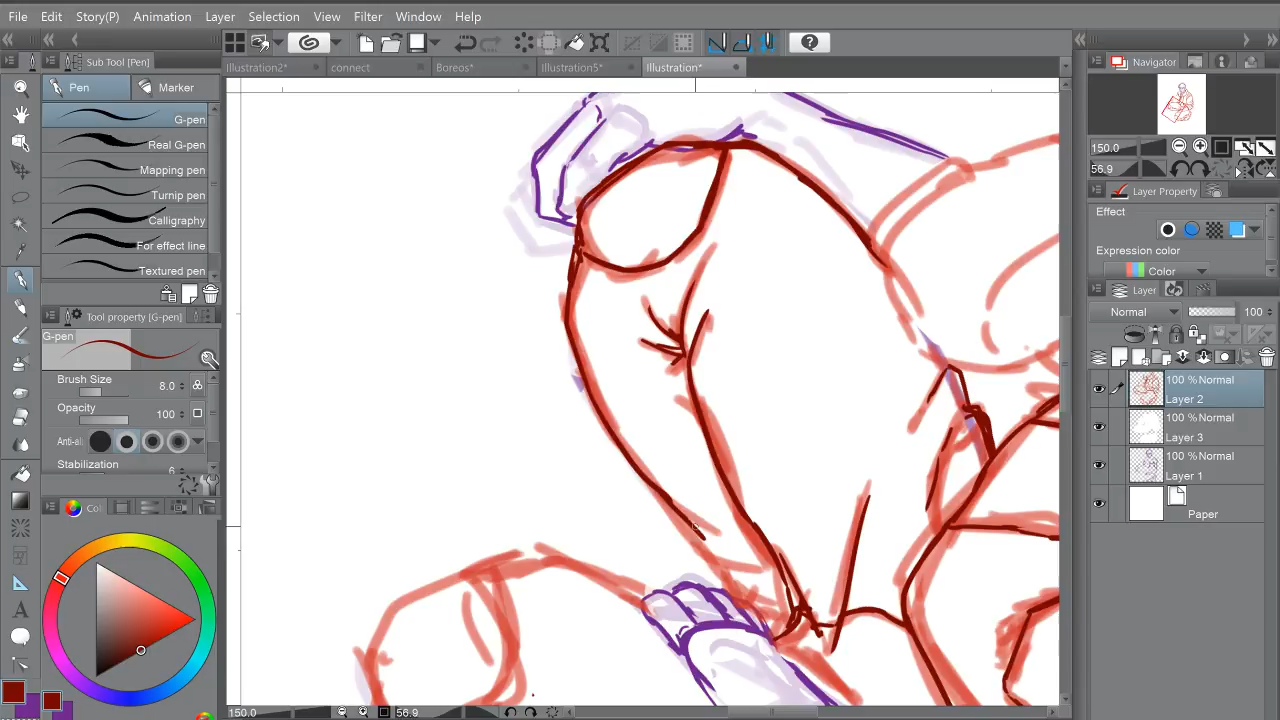 File Edit Story(P) Animation Layer Selection View Filter Window Help
Sub Tool [Pen]
Pen Marker
G-pen
Real G-pen
Mapping pen
Turnip pen
Calligraphy
For effect line
Textured pen
Tool property [G-pen]
G-pen
Brush Size 8.0
Opacity 100
Anti-al
Stabilization 6
Col
Illustration2* connect Boreos* Illustration5* Illustration*
150.0 56.9
Navigator
150.0
56.9
Layer Property
Effect
Expression color
Color
Layer
Normal 100
100 % Normal
Layer 2
100 % Normal
Layer 3
100 % Normal
Layer 1
Paper